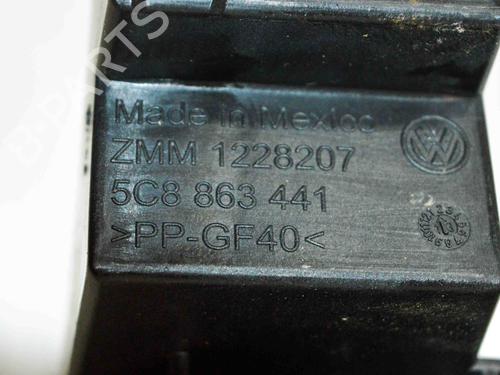 Made in Mexico
ZMM 1228207
5C8 863 441
>PP-GF40<